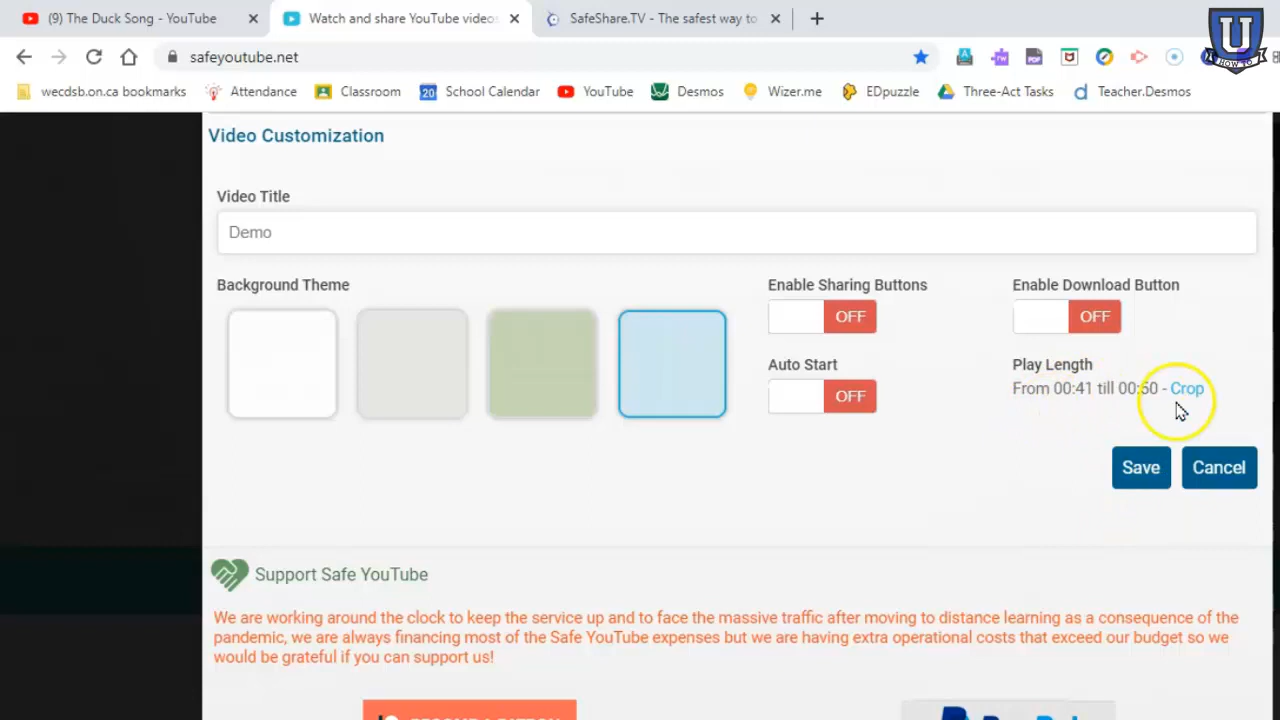 (9) The Duck Song - YouTube
Watch and share YouTube videos
SafeShare.TV - The safest way to
U
HOW TO
safeyoutube.net
wecdsb.on.ca bookmarks
Attendance
Classroom
20
School Calendar
YouTube
Desmos
Wizer.me
EDpuzzle
Three-Act Tasks
d
Teacher.Desmos
Video Customization
Video Title
Demo
Background Theme
Enable Sharing Buttons
Enable Download Button
OFF
OFF
Auto Start
Play Length
OFF
From 00:41 till 00:50 - Crop
Save
Cancel
Support Safe YouTube
We are working around the clock to keep the service up and to face the massive traffic after moving to distance learning as a consequence of the
pandemic, we are always financing most of the Safe YouTube expenses but we are having extra operational costs that exceed our budget so we
would be grateful if you can support us!